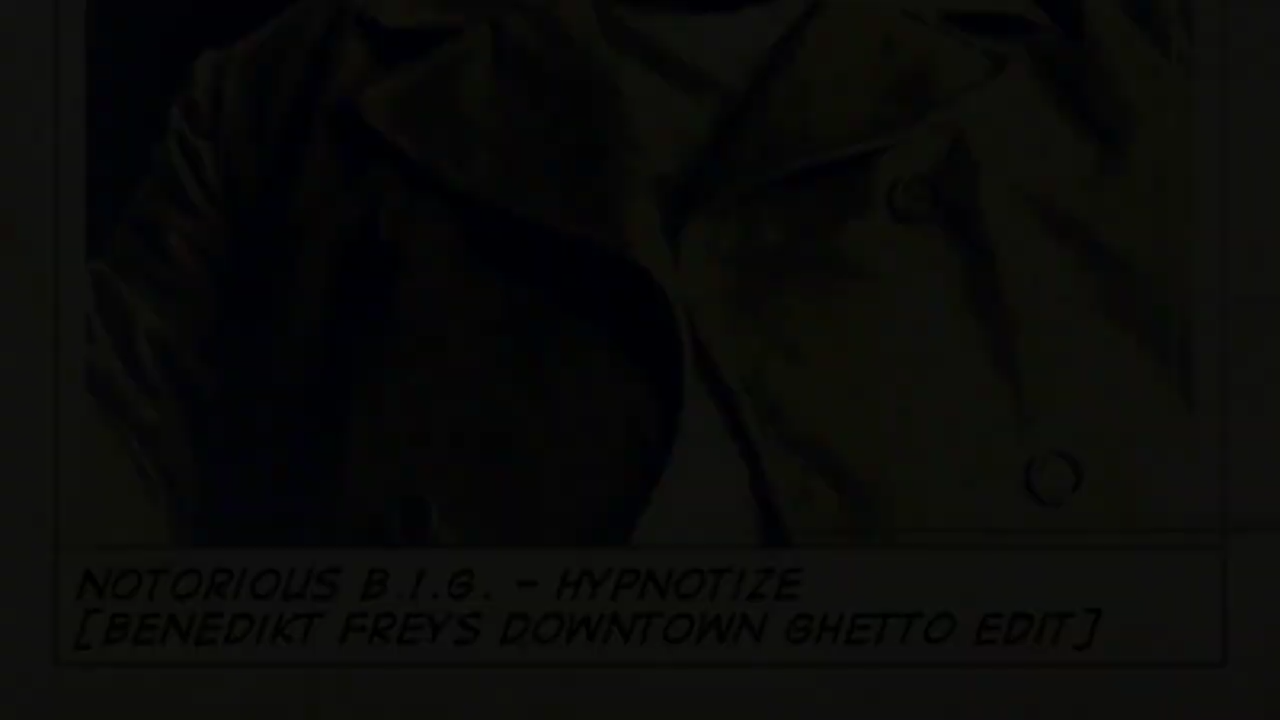 NOTORIOUS B.I.G. - HYPNOTIZE
[BENEDIKT FREYS DOWNTOWN GHETTO EDIT]